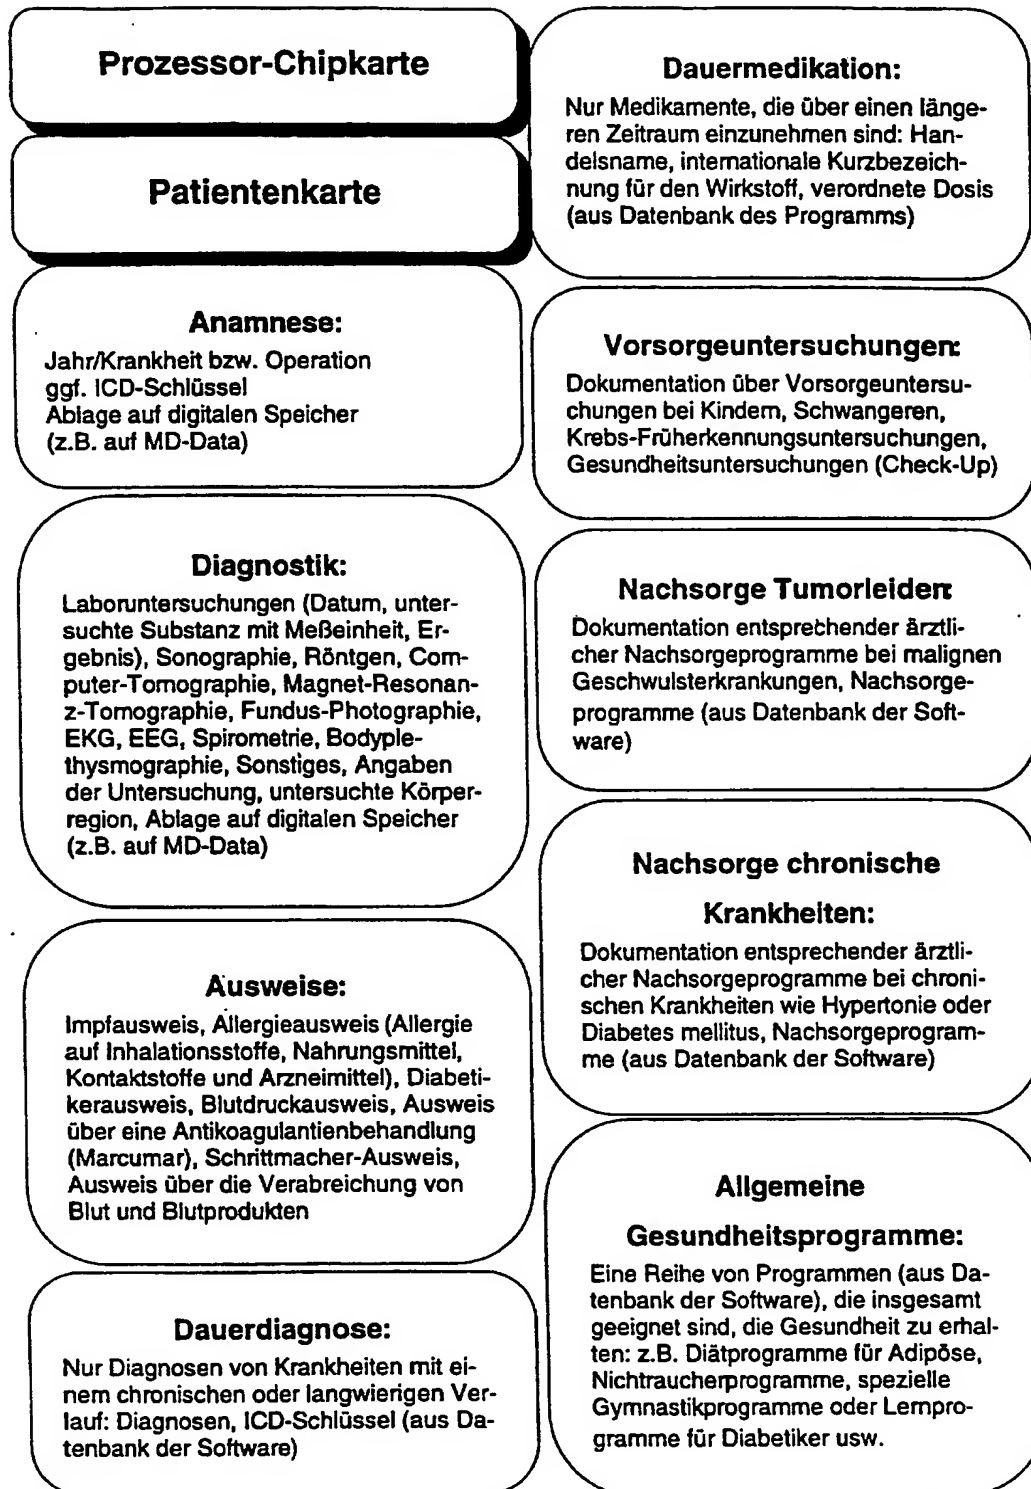 Prozessor-Chipkarte
Patientenkarte
Anamnese:
Jahr/Krankheit bzw. Operation
ggf. ICD-Schlüssel
Ablage auf digitalen Speicher
(z.B. auf MD-Data)
Diagnostik:
Laboruntersuchungen (Datum, unter-
suchte Substanz mit Meßeinheit, Er-
gebnis), Sonographie, Röntgen, Com-
puter-Tomographie, Magnet-Resonan-
z-Tomographie, Fundus-Photographie,
EKG, EEG, Spirometrie, Bodyple-
thysmographie, Sonstiges, Angaben
der Untersuchung, untersuchte Körper-
region, Ablage auf digitalen Speicher
(z.B. auf MD-Data)
Ausweise:
Impfausweis, Allergieausweis (Allergie
auf Inhalationsstoffe, Nahrungsmittel,
Kontaktstoffe und Arzneimittel), Diabeti-
kerausweis, Blutdruckausweis, Ausweis
über eine Antikoagulantienbehandlung
(Marcumar), Schrittmacher-Ausweis,
Ausweis über die Verabreichung von
Blut und Blutprodukten
Dauerdiagnose:
Nur Diagnosen von Krankheiten mit ei-
nem chronischen oder langwierigen Ver-
lauf: Diagnosen, ICD-Schlüssel (aus Da-
tenbank der Software)
Dauermedikation:
Nur Medikamente, die über einen länge-
ren Zeitraum einzunehmen sind: Han-
delsname, internationale Kurzbezeich-
nung für den Wirkstoff, verordnete Dosis
(aus Datenbank des Programms)
Vorsorgeuntersuchungen:
Dokumentation über Vorsorgeuntersu-
chungen bei Kindern, Schwangeren,
Krebs-Früherkennungsuntersuchungen,
Gesundheitsuntersuchungen (Check-Up)
Nachsorge Tumorleiden:
Dokumentation entsprechender ärztli-
cher Nachsorgeprogramme bei malignen
Geschwulsterkrankungen, Nachsorge-
programme (aus Datenbank der Soft-
ware)
Nachsorge chronische
Krankheiten:
Dokumentation entsprechender ärztli-
cher Nachsorgeprogramme bei chroni-
schen Krankheiten wie Hypertonie oder
Diabetes mellitus, Nachsorgeprogram-
me (aus Datenbank der Software)
Allgemeine
Gesundheitsprogramme:
Eine Reihe von Programmen (aus Da-
tenbank der Software), die insgesamt
geeignet sind, die Gesundheit zu erhal-
ten: z.B. Diätprogramme für Adipöse,
Nichtraucherprogramme, spezielle
Gymnastikprogramme oder Lernpro-
gramme für Diabetiker usw.